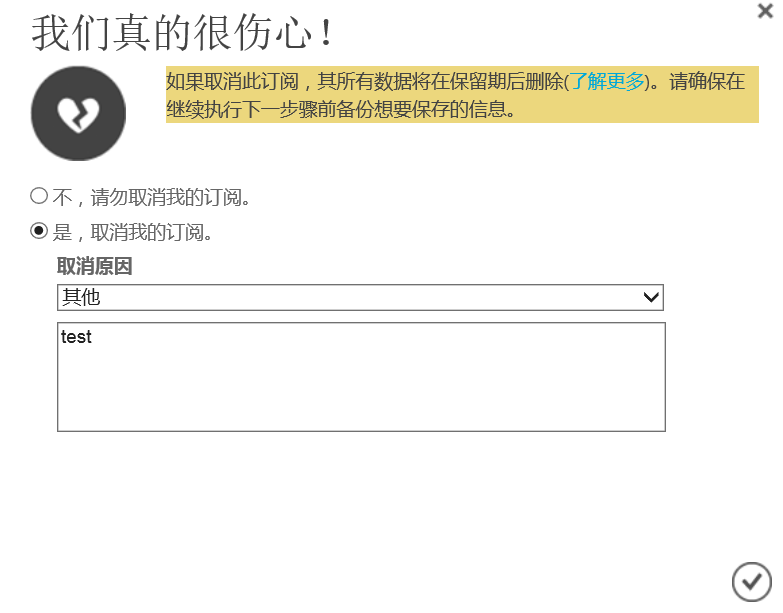 我们真的很伤心！
如果取消此订阅，其所有数据将在保留期后删除(了解更多)。请确保在
继续执行下一步骤前备份想要保存的信息。
不，请勿取消我的订阅。
是，取消我的订阅。
取消原因
其他
test